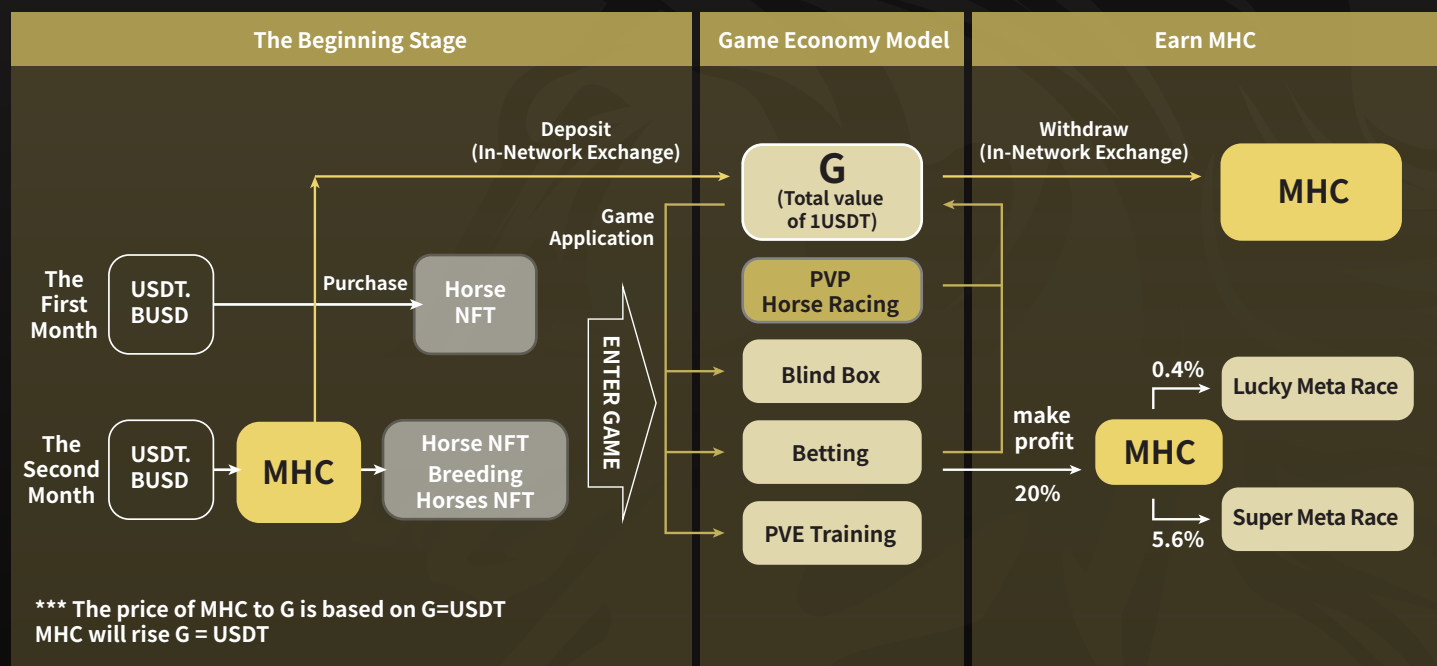 The Beginning Stage
Game Economy Model
Earn MHC
Deposit
(In-Network Exchange)
Withdraw
(In-Network Exchange)
G
(Total value
of 1USDT)
MHC
Game
Application
The
First
Month
USDT.
BUSD
Purchase
Horse
NFT
PVP
Horse Racing
ENTER GAME
Blind Box
0.4%
Lucky Meta Race
make
profit
The
Second
Month
USDT.
BUSD
MHC
Horse NFT
Breeding
Horses NFT
Betting
20%
MHC
Super Meta Race
5.6%
PVE Training
*** The price of MHC to G is based on G=USDT
MHC will rise G = USDT